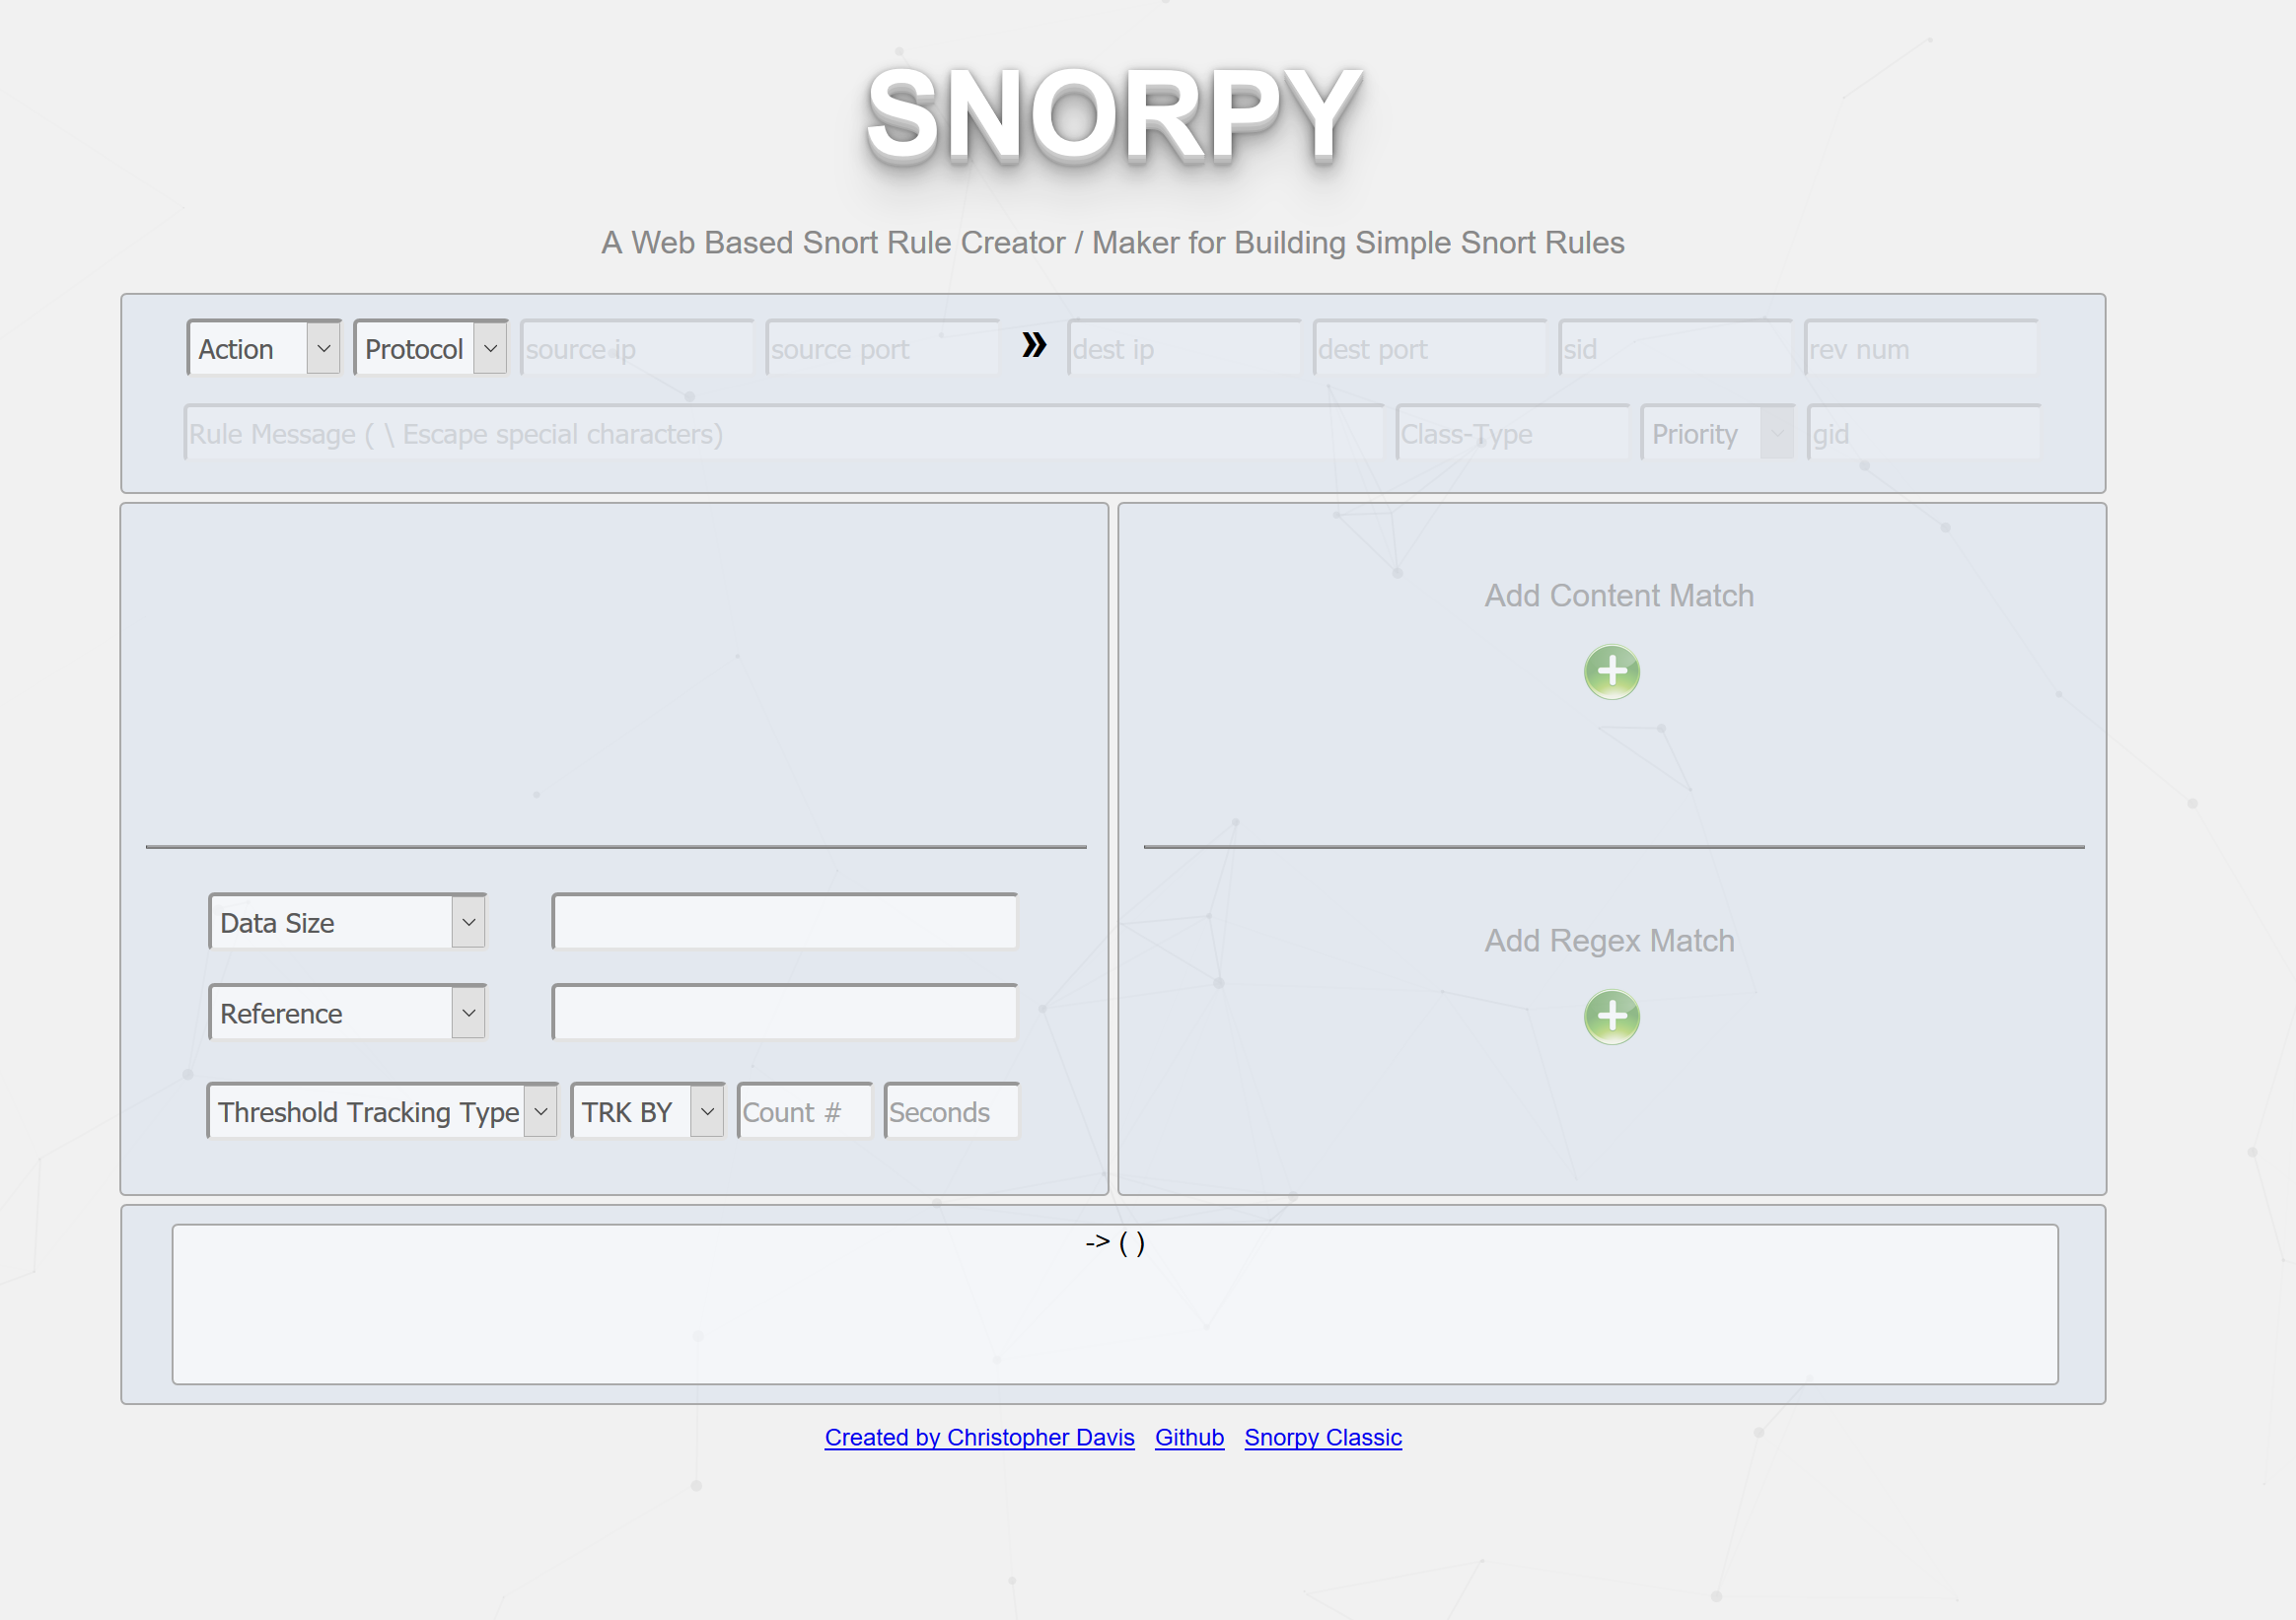 SNORPY
A Web Based Snort Rule Creator / Maker for Building Simple Snort Rules
Action Protocol source ip source port » dest ip dest port sid rev num
Rule Message ( \ Escape special characters) Class-Type Priority gid
Add Content Match
Data Size
Add Regex Match
Reference
Threshold Tracking Type TRK BY Count # Seconds
-> ( )
Created by Christopher Davis Github Snorpy Classic